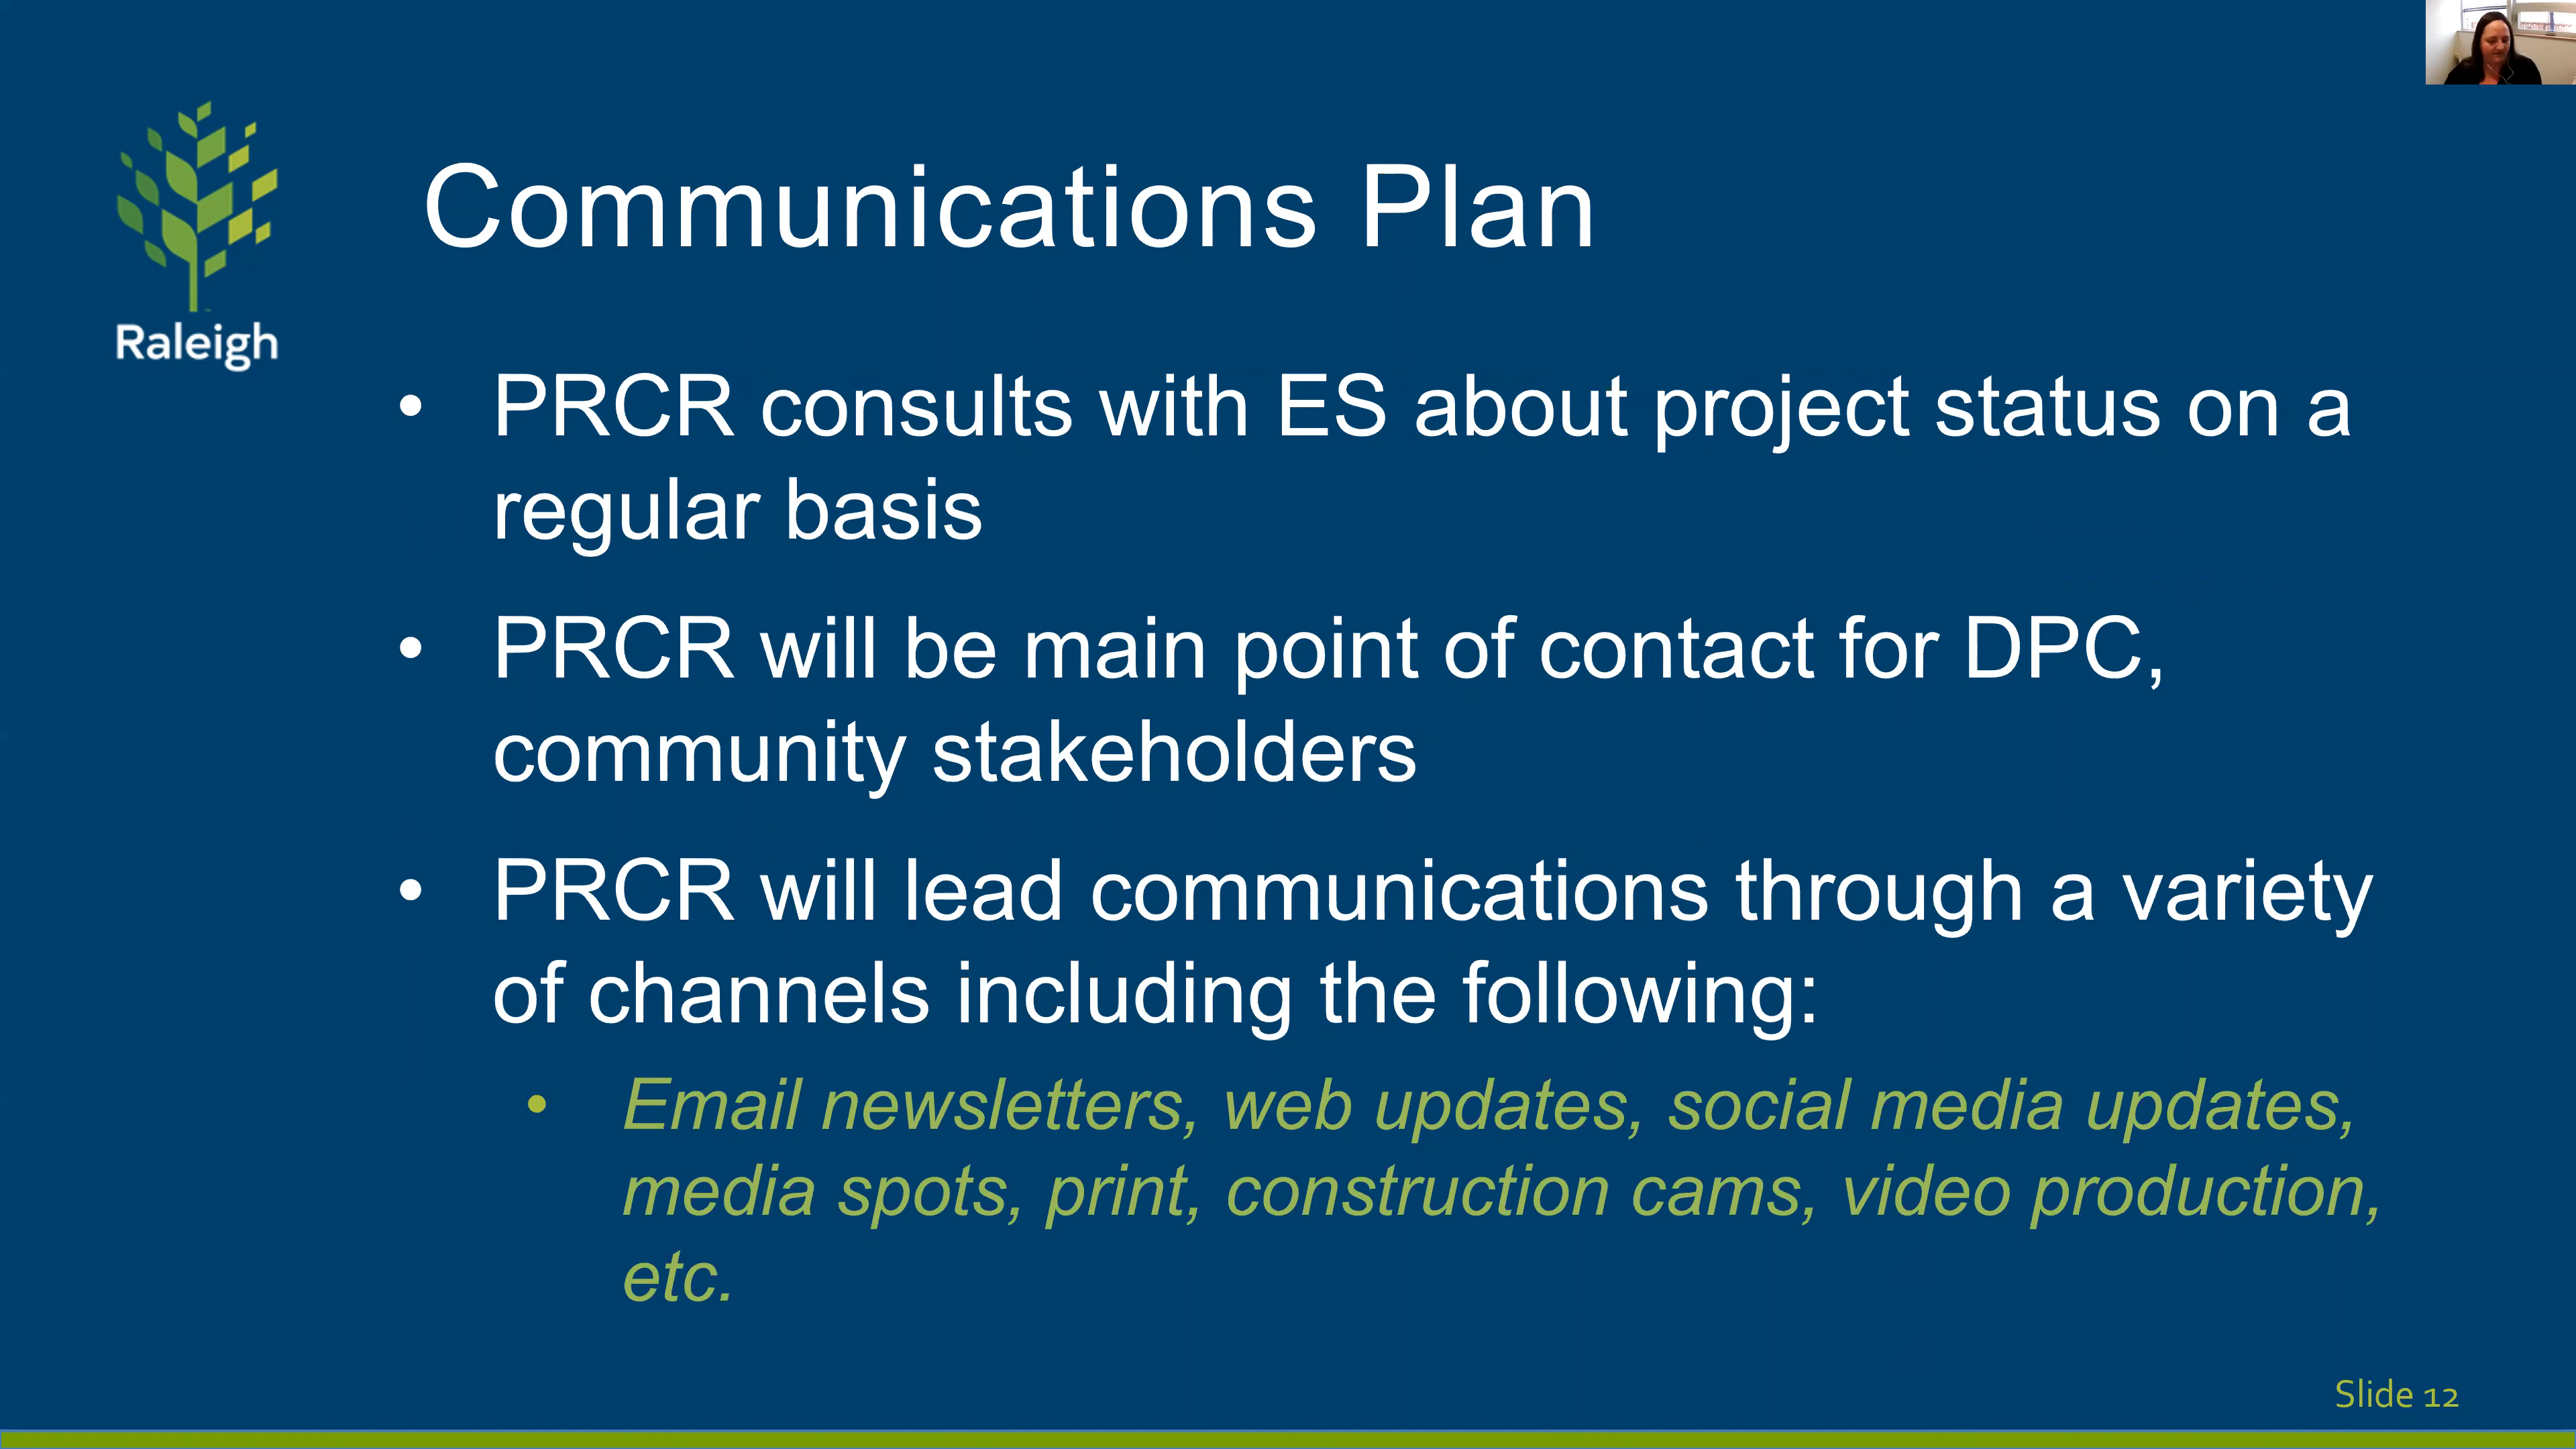 Communications Plan
Raleigh
• PRCR consults with ES about project status on a
regular basis
• PRCR will be main point of contact for DPC,
community stakeholders
• PRCR will lead communications through a variety
of channels including the following:
• Email newsletters, web updates, social media updates,
media spots, print, construction cams, video production,
etc.
Slide 12